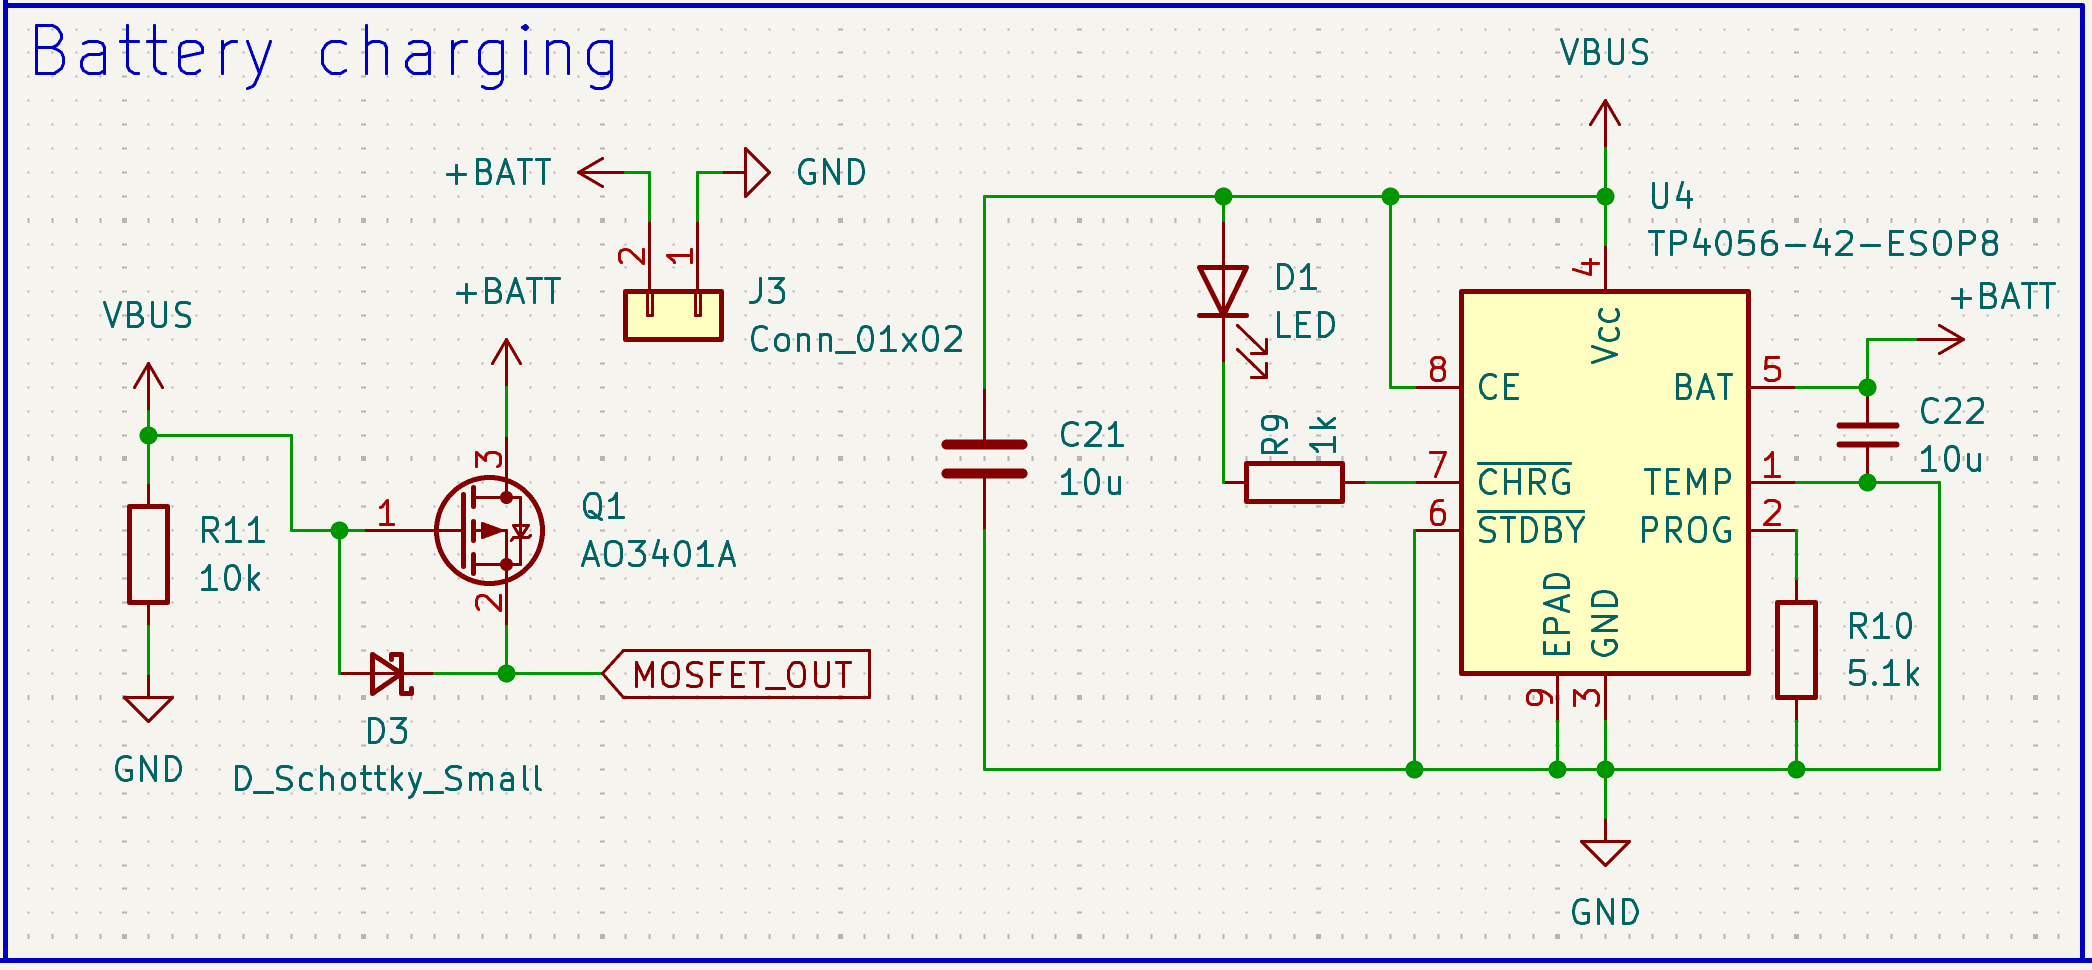 Battery charging
VBUS
+BATT
GND
2
1
J3
Conn_01x02
+BATT
VBUS
R11
10k
GND
1
3
2
Q1
AO3401A
D3
D_Schottky_Small
MOSFET_OUT
VBUS
U4
TP4056-42-ESOP8
+BATT
D1
LED
C21
10u
R9
1k
4
Vcc
8
CE
BAT
5
7
CHRG
TEMP
1
6
STDBY
PROG
2
EPAD
GND
9
3
C22
10u
R10
5.1k
GND